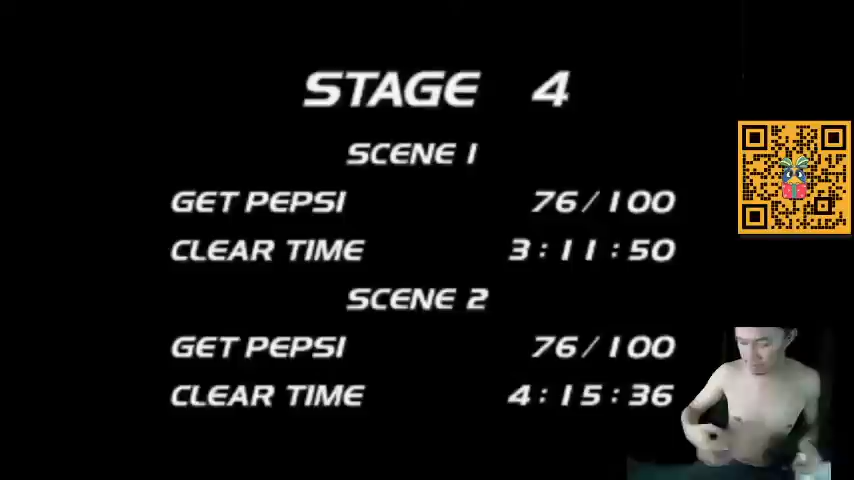 STAGE 4
SCENE 1
GET PEPSI 76/100
CLEAR TIME 3:11:50
SCENE 2
GET PEPSI 76/100
CLEAR TIME 4:15:36